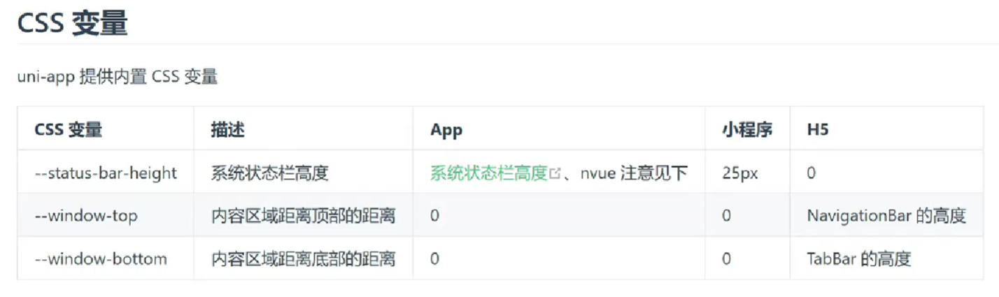 CSS 变量
uni-app 提供内置 CSS 变量
CSS 变量 描述 App 小程序 H5
--status-bar-height 系统状态栏高度 系统状态栏高度、nvue 注意见下 25px 0
--window-top 内容区域距离顶部的距离 0 0 NavigationBar 的高度
--window-bottom 内容区域距离底部的距离 0 0 TabBar 的高度